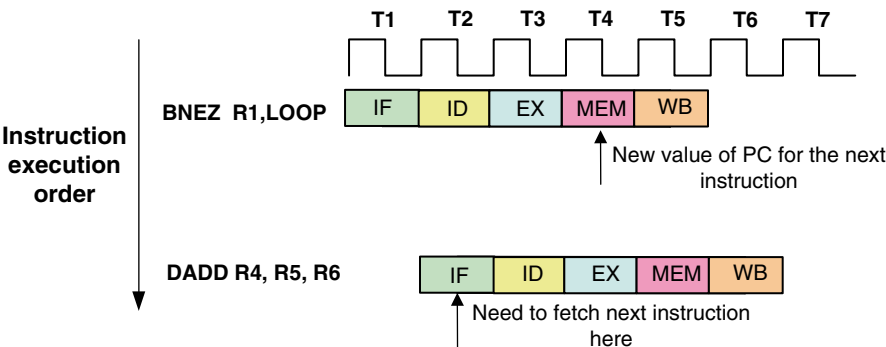 T1 T2 T3 T4 T5 T6 T7
BNEZ R1,LOOP IF ID EX MEM WB
Instruction
execution
order
New value of PC for the next
instruction
DADD R4, R5, R6 IF ID EX MEM WB
Need to fetch next instruction
here